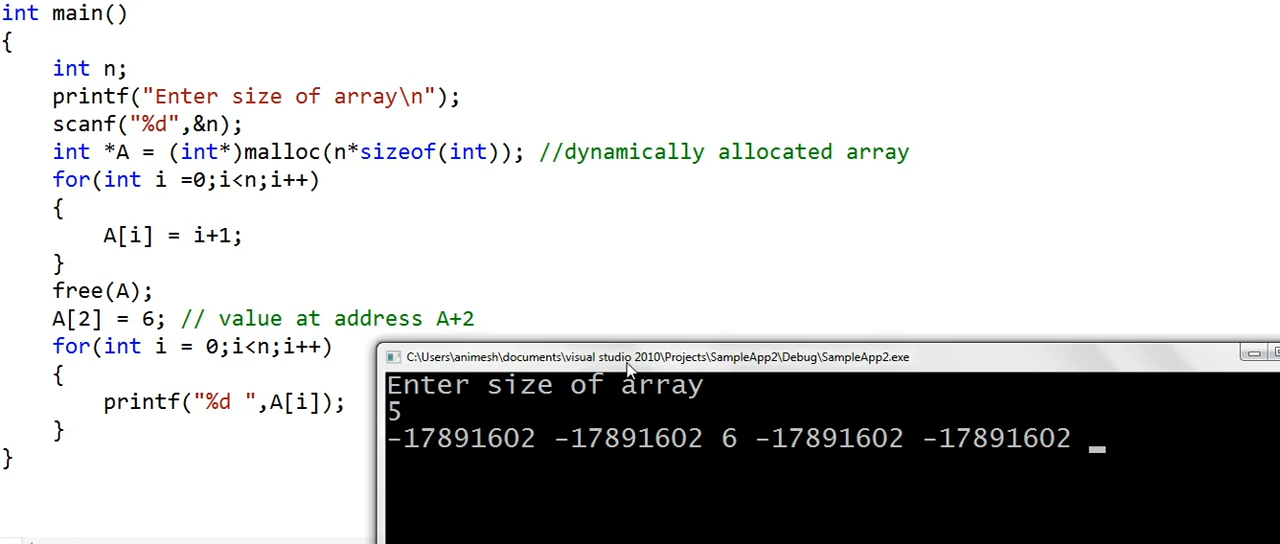 int main()
{
int n;
printf("Enter size of array\n");
scanf("%d",&n);
int *A = (int*)malloc(n*sizeof(int)); //dynamically allocated array
for(int i =0;i<n;i++)
{
A[i] = i+1;
}
free(A);
A[2] = 6; // value at address A+2
for(int i = 0;i<n;i++)
{
printf("%d ",A[i]);
}
}
C:\Users\animesh\documents\visual studio 2010\Projects\SampleApp2\Debug\SampleApp2.exe
Enter size of array
5
-17891602 -17891602 6 -17891602 -17891602